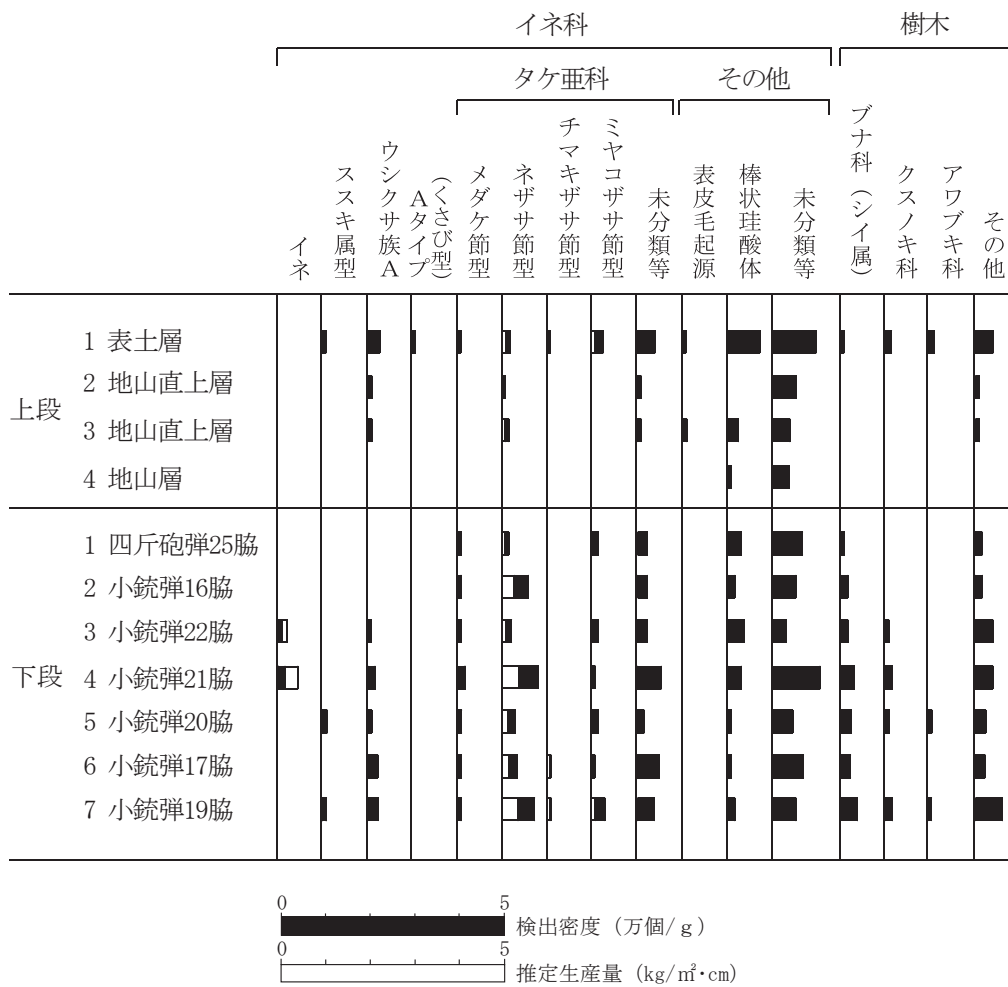 イネ科
樹木
タケ亜科
その他
イネ
ススキ属型
ウシクサ族A
Aタイプ
(くさび型)
メダケ節型
ネザサ節型
チマキザサ節型
ミヤコザサ節型
未分類等
表皮毛起源
棒状珪酸体
未分類等
ブナ科(シイ属)
クスノキ科
アワブキ科
その他
上段
1 表土層
2 地山直上層
3 地山直上層
4 地山層
下段
1 四斤砲弾25脇
2 小銃弾16脇
3 小銃弾22脇
4 小銃弾21脇
5 小銃弾20脇
6 小銃弾17脇
7 小銃弾19脇
0 5
検出密度 (万個/g)
0 5
推定生産量 (kg/㎡・cm)